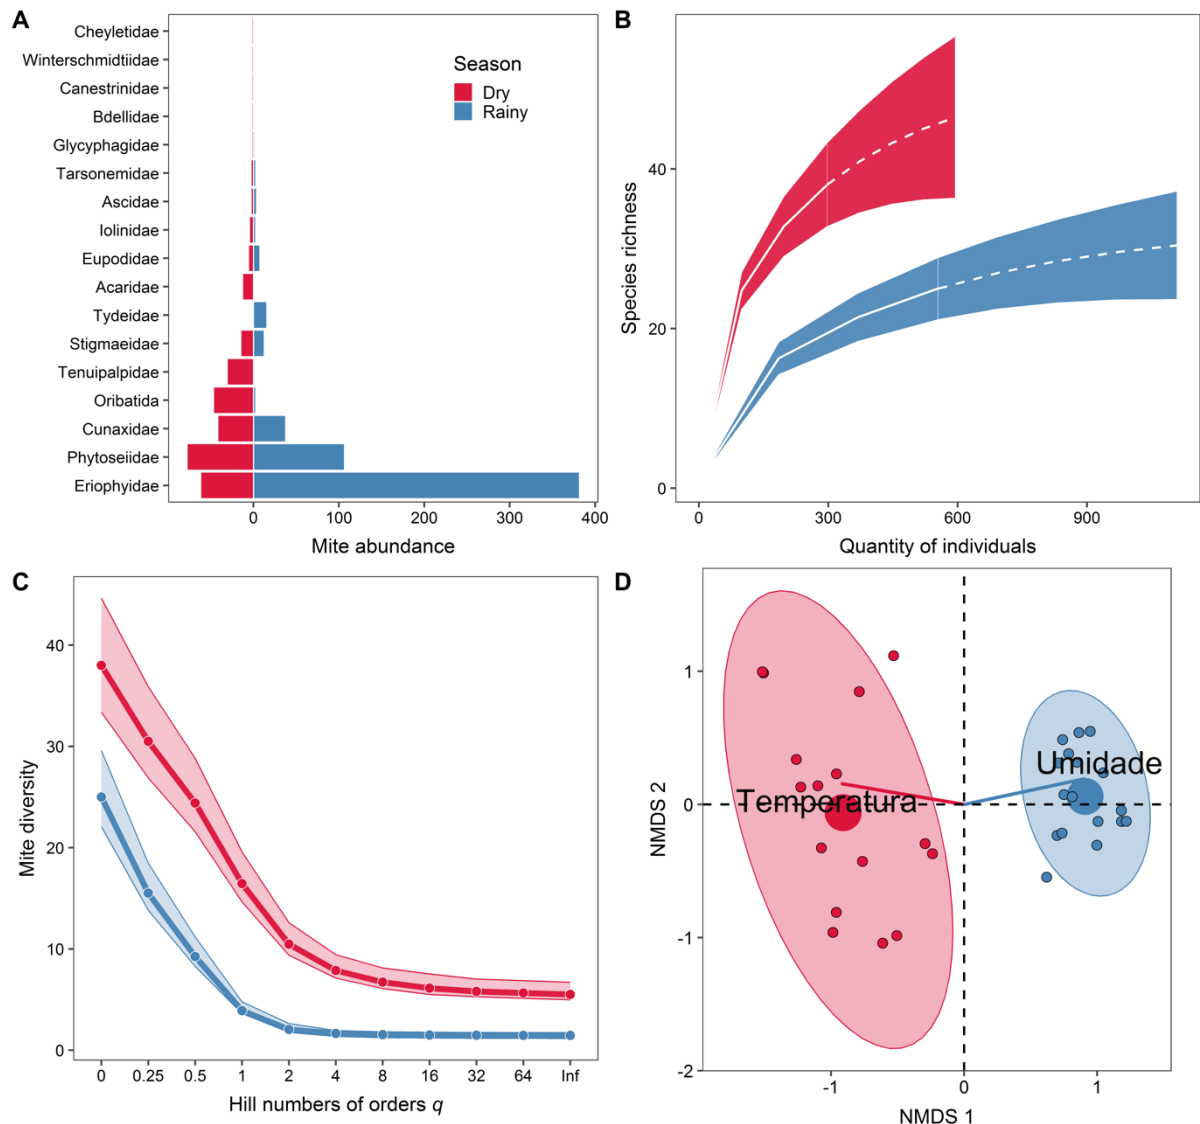 A
Cheyletidae
Winterschmidtiidae
Canestrinidae
Bdellidae
Glycyphagidae
Tarsonemidae
Ascidae
Iolinidae
Eupodidae
Acaridae
Tydeidae
Stigmaeidae
Tenuipalpidae
Oribatida
Cunaxidae
Phytoseiidae
Eriophyidae
Season
Dry
Rainy
0 100 200 300 400
Mite abundance
B
Species richness
40
20
0
0 300 600 900
Quantity of individuals
C
Mite diversity
40
30
20
10
0
0 0.25 0.5 1 2 4 8 16 32 64 Inf
Hill numbers of orders q
D
NMDS 2
1
0
-1
-2
Umidade
Temperatura
-1 0 1
NMDS 1